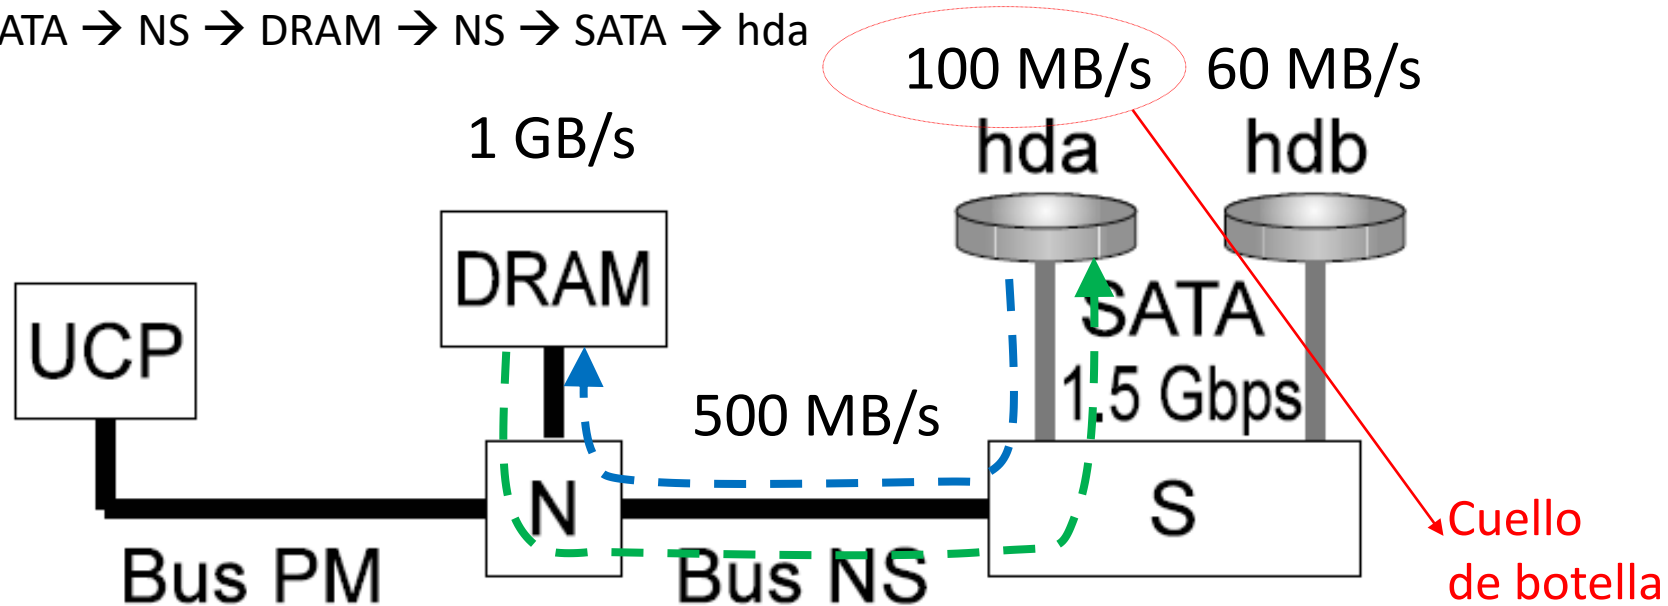 ATA → NS → DRAM → NS → SATA → hda
100 MB/s 60 MB/s
1 GB/s
hda hdb
DRAM
SATA
UCP
1.5 Gbps
500 MB/s
N
S
Cuello
de botella
Bus PM
Bus NS